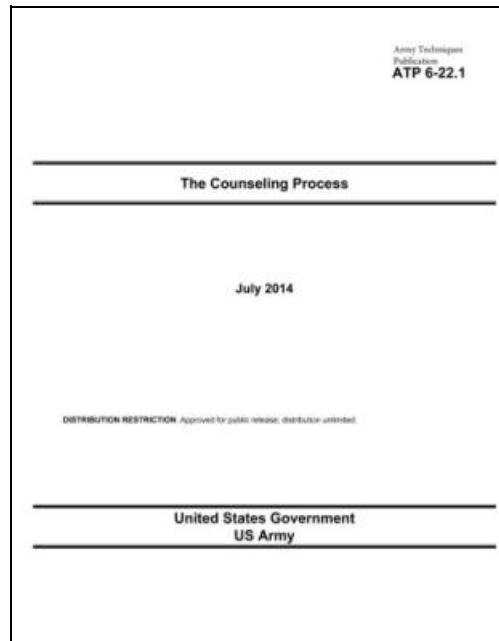 Army Techniques
Publication
ATP 6-22.1
The Counseling Process
July 2014
DISTRIBUTION RESTRICTION. Approved for public release; distribution unlimited.
United States Government
US Army